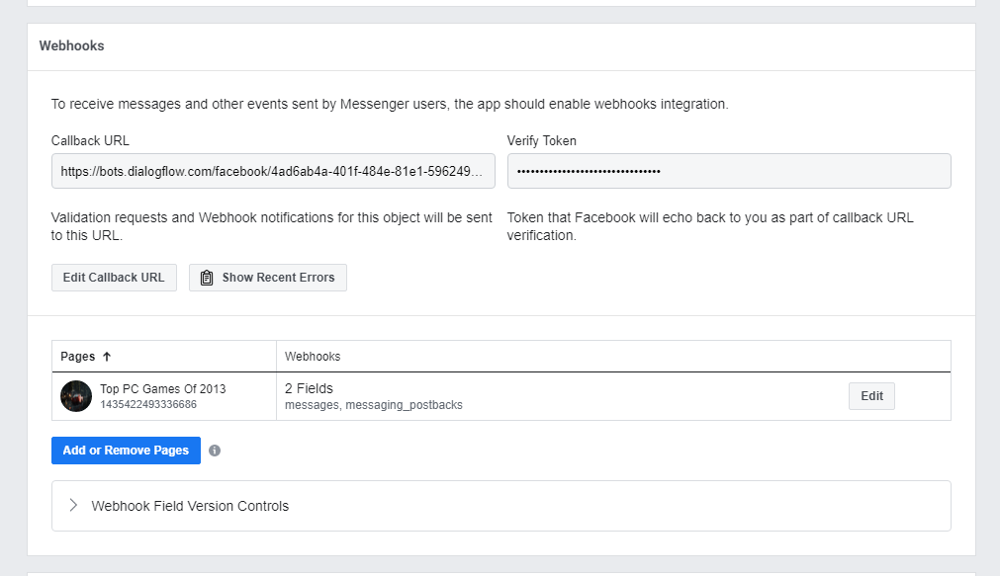 Webhooks
To receive messages and other events sent by Messenger users, the app should enable webhooks integration.
Callback URL
https://bots.dialogflow.com/facebook/4ad6ab4a-401f-484e-81e1-596249...
Validation requests and Webhook notifications for this object will be sent
to this URL.
Verify Token
••••••••••••••••••••••••••••••••
Token that Facebook will echo back to you as part of callback URL
verification.
Edit Callback URL
Show Recent Errors
Pages ↑
Webhooks
Top PC Games Of 2013
1435422493336686
2 Fields
messages, messaging_postbacks
Edit
Add or Remove Pages
Webhook Field Version Controls